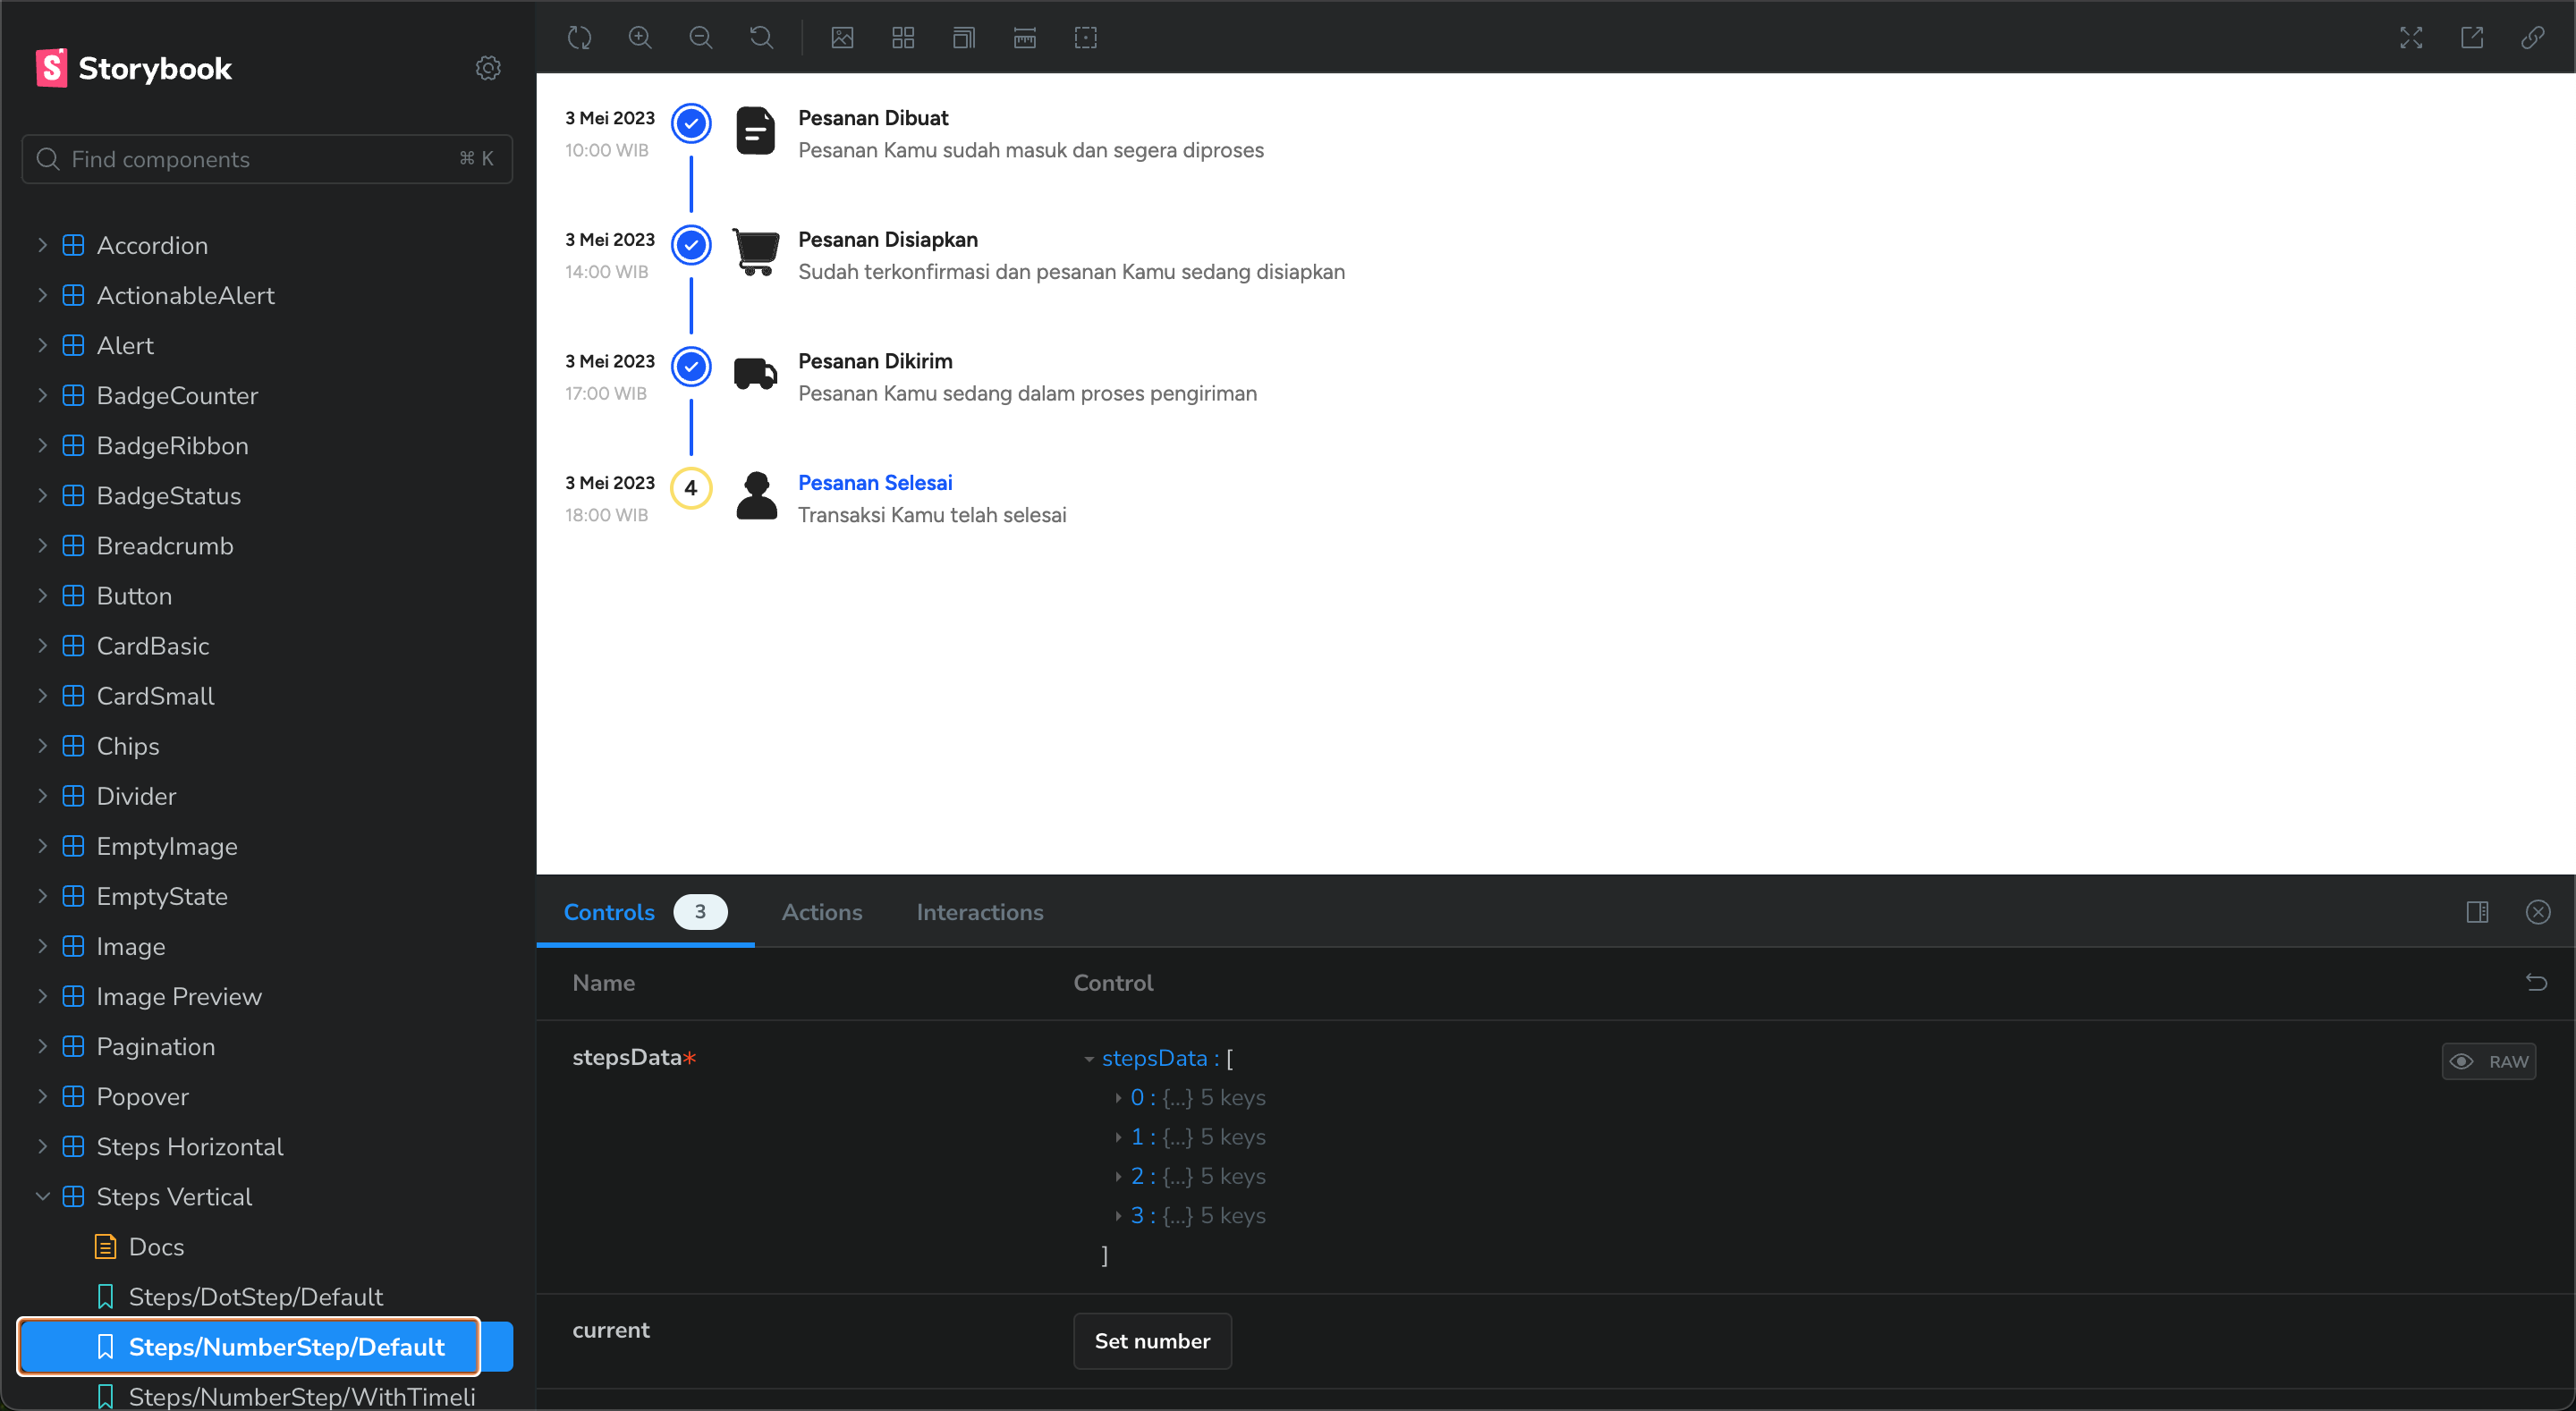 Storybook
Find components
⌘ K
Accordion
ActionableAlert
Alert
BadgeCounter
BadgeRibbon
BadgeStatus
Breadcrumb
Button
CardBasic
CardSmall
Chips
Divider
EmptyImage
EmptyState
Image
Image Preview
Pagination
Popover
Steps Horizontal
Steps Vertical
Docs
Steps/DotStep/Default
Steps/NumberStep/Default
Steps/NumberStep/WithTimeli
3 Mei 2023 Pesanan Dibuat
10:00 WIB Pesanan Kamu sudah masuk dan segera diproses
3 Mei 2023 Pesanan Disiapkan
14:00 WIB Sudah terkonfirmasi dan pesanan Kamu sedang disiapkan
3 Mei 2023 Pesanan Dikirim
17:00 WIB Pesanan Kamu sedang dalam proses pengiriman
3 Mei 2023 4 Pesanan Selesai
18:00 WIB Transaksi Kamu telah selesai
Controls 3 Actions Interactions
Name Control
stepsData* stepsData : [
RAW
0 : {...} 5 keys
1 : {...} 5 keys
2 : {...} 5 keys
3 : {...} 5 keys
]
current Set number